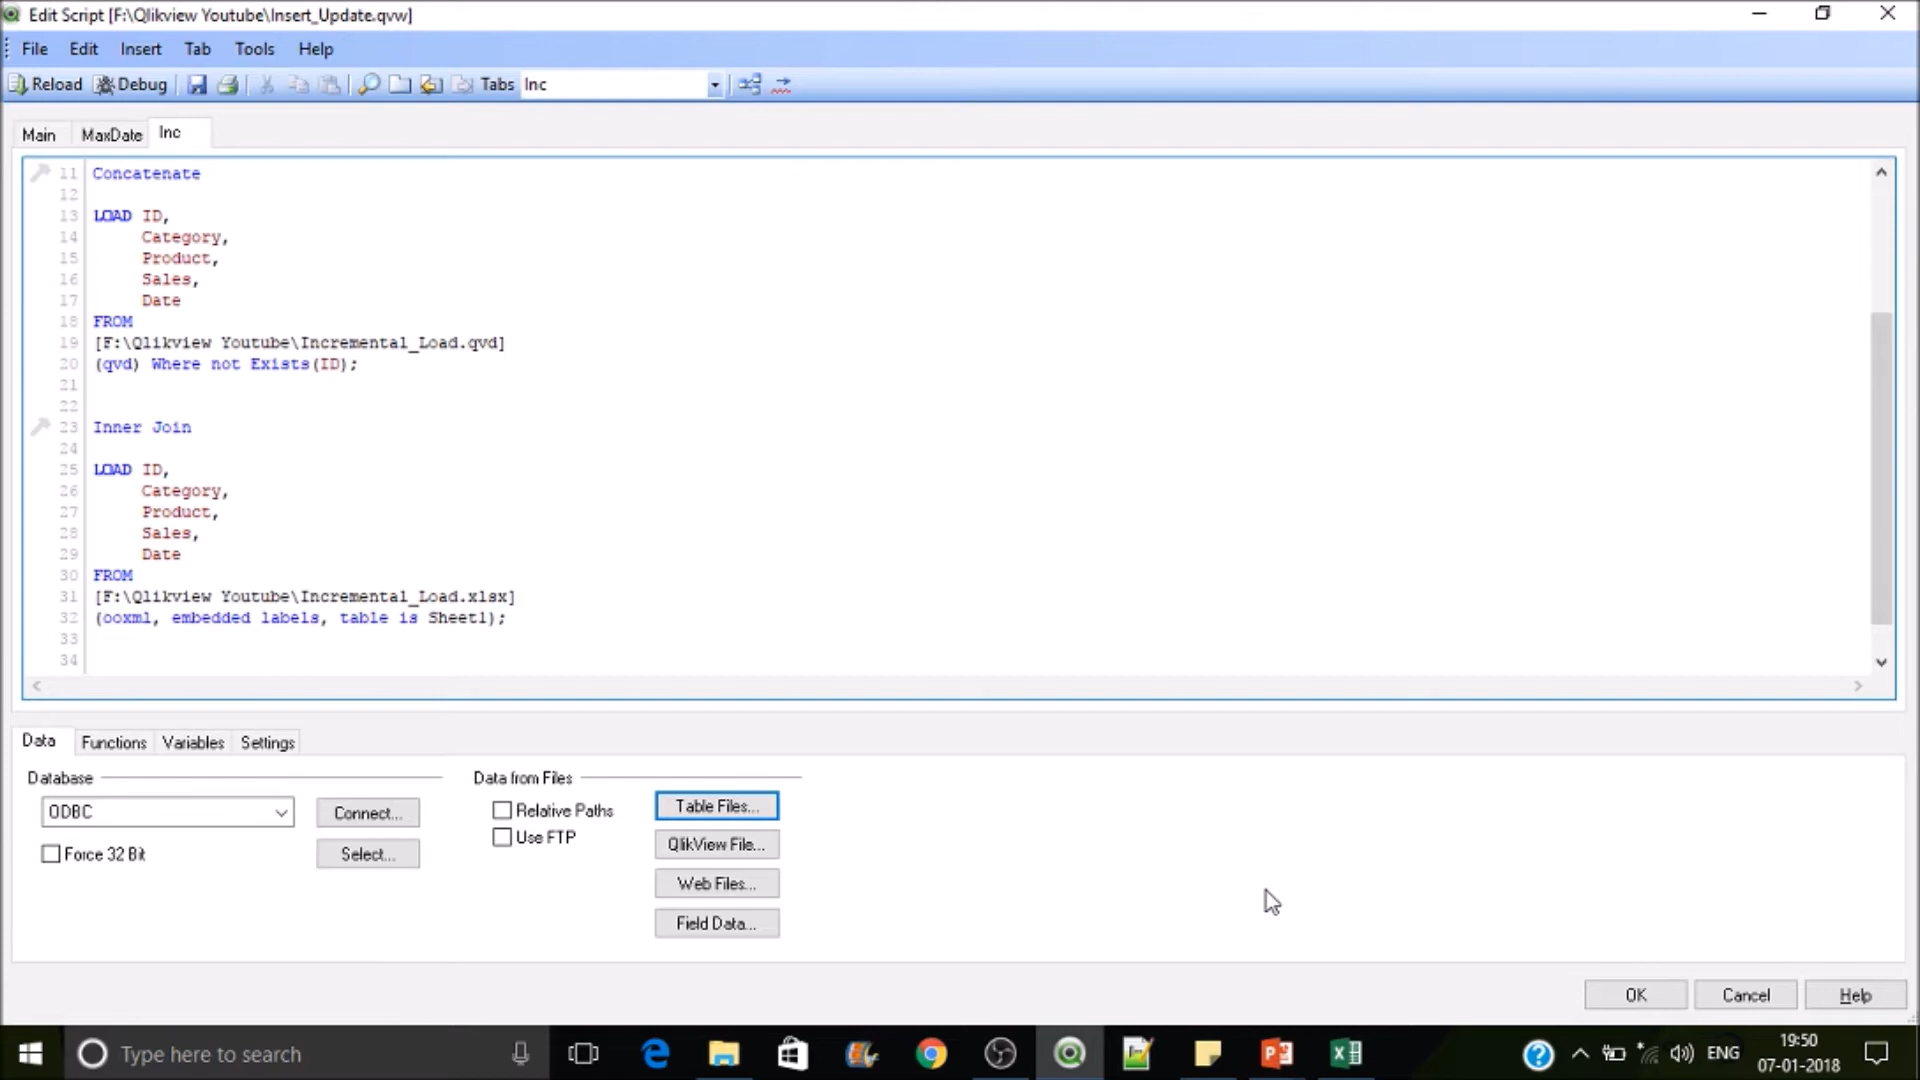 Edit Script [F:\Qlikview Youtube\Insert_Update.qvw]
File Edit Insert Tab Tools Help
Reload Debug Tabs Inc
Main MaxDate Inc
11 Concatenate
12
13 LOAD ID,
14 Category,
15 Product,
16 Sales,
17 Date
18 FROM
19 [F:\Qlikview Youtube\Incremental_Load.qvd]
20 (qvd) Where not Exists(ID);
21
22
23 Inner Join
24
25 LOAD ID,
26 Category,
27 Product,
28 Sales,
29 Date
30 FROM
31 [F:\Qlikview Youtube\Incremental_Load.xlsx]
32 (ooxml, embedded labels, table is Sheet1);
33
34
Data Functions Variables Settings
Database Data from Files
ODBC Connect... Relative Paths Table Files...
Use FTP QlikView File...
Force 32 Bit Select...
Web Files...
Field Data...
OK Cancel Help
Type here to search ENG 19:50
07-01-2018